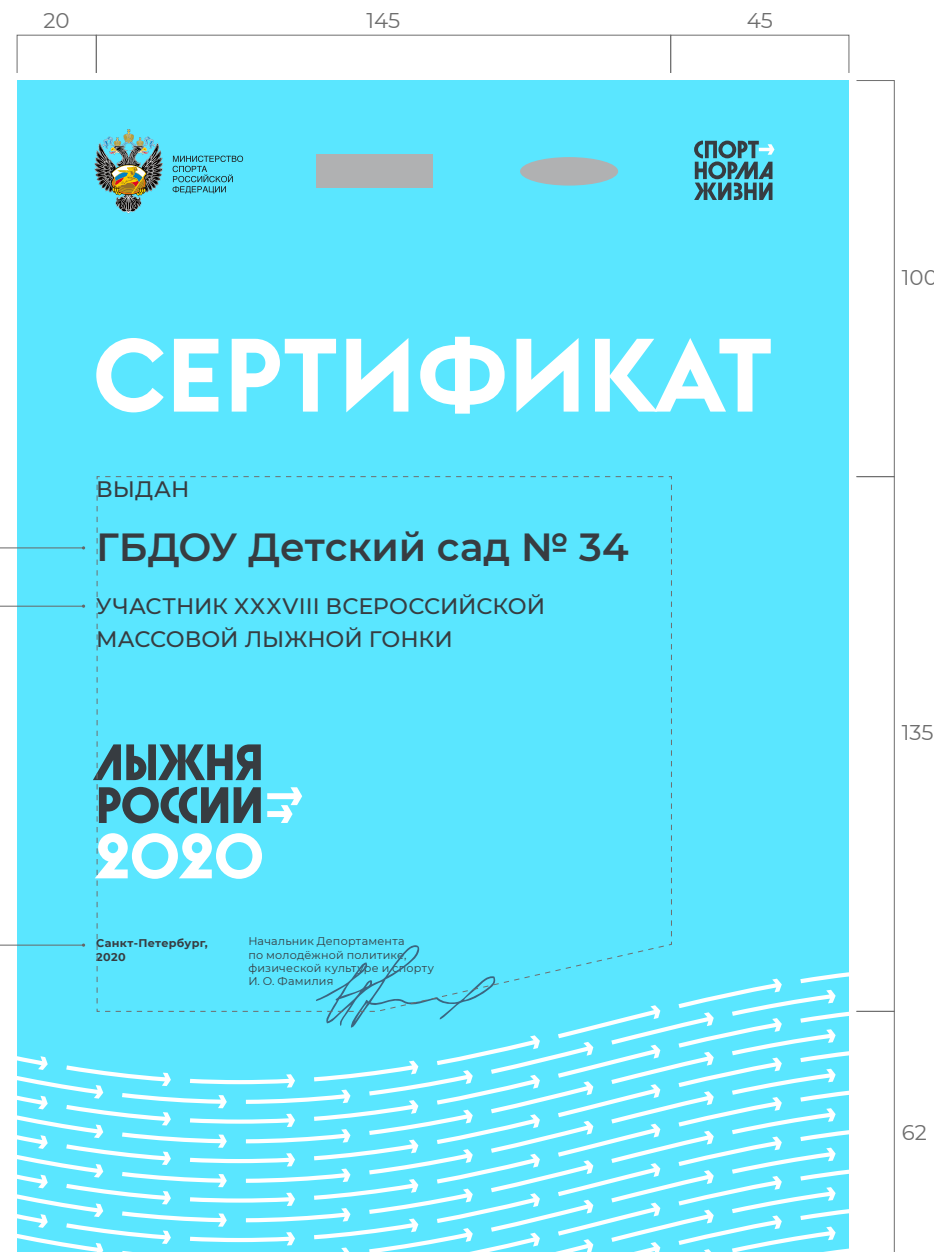 20
145
45
МИНИСТЕРСТВО
СПОРТА
РОССИЙСКОЙ
ФЕДЕРАЦИИ
СПОРТ
НОРМА
ЖИЗНИ
100
СЕРТИФИКАТ
ВЫДАН
ГБДОУ Детский сад № 34
УЧАСТНИК XXXVIII ВСЕРОССИЙСКОЙ
МАССОВОЙ ЛЫЖНОЙ ГОНКИ
135
ЛЫЖНЯ
РОССИИ
2020
Санкт-Петербург,
2020
Начальник Депортамента
по молодёжной политике,
физической культуре и спорту
И. О. Фамилия
62